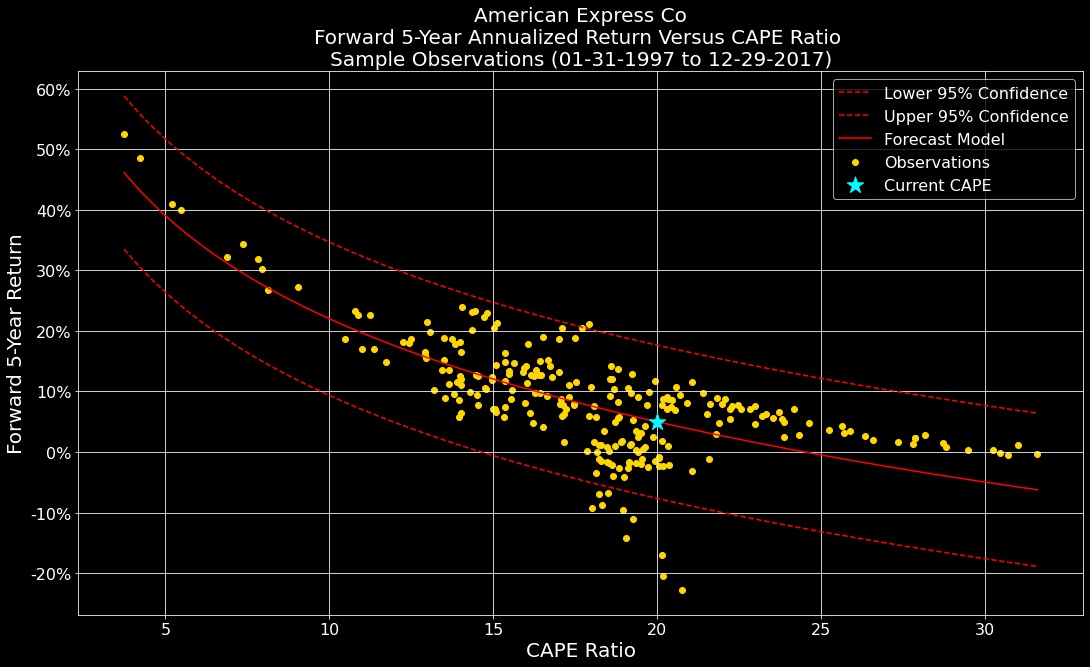 American Express Co
Forward 5-Year Annualized Return Versus CAPE Ratio
Sample Observations (01-31-1997 to 12-29-2017)
Lower 95% Confidence
Upper 95% Confidence
Forecast Model
Observations
Current CAPE
Forward 5-Year Return
60%
50%
40%
30%
20%
10%
0%
-10%
-20%
5 10 15 20 25 30
CAPE Ratio